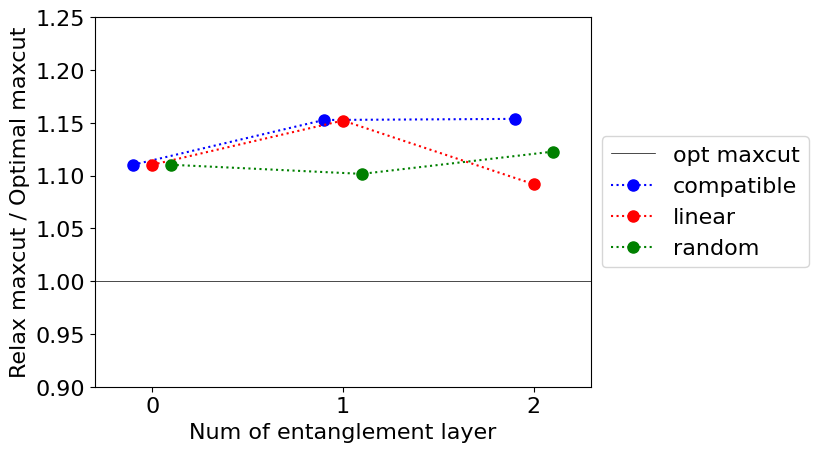 Relax maxcut / Optimal maxcut
1.25
1.20
1.15
1.10
1.05
1.00
0.95
0.90
0
1
2
Num of entanglement layer
opt maxcut
compatible
linear
random